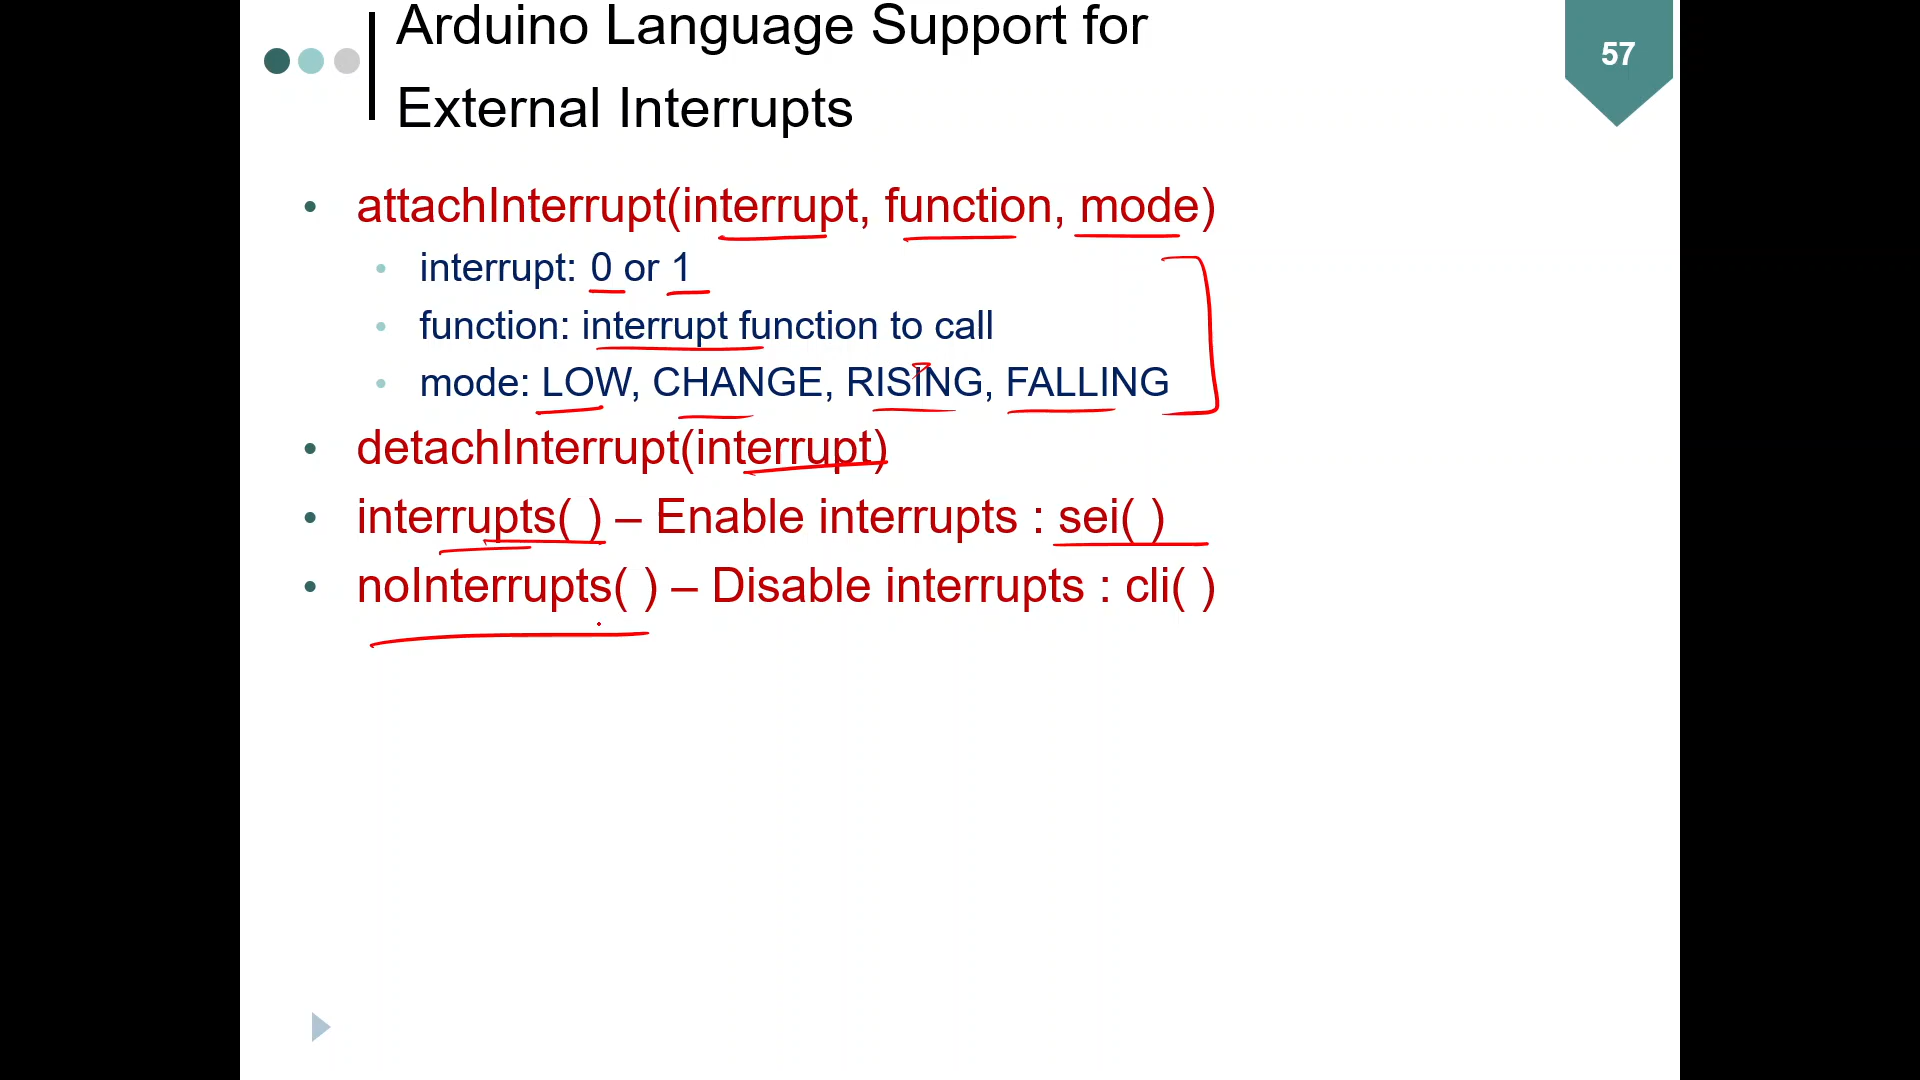 Arduino Language Support for
External Interrupts
57
• attachInterrupt(interrupt, function, mode)
• interrupt: 0 or 1
• function: interrupt function to call
• mode: LOW, CHANGE, RISING, FALLING
• detachInterrupt(interrupt)
• interrupts( ) – Enable interrupts : sei( )
• noInterrupts( ) – Disable interrupts : cli( )